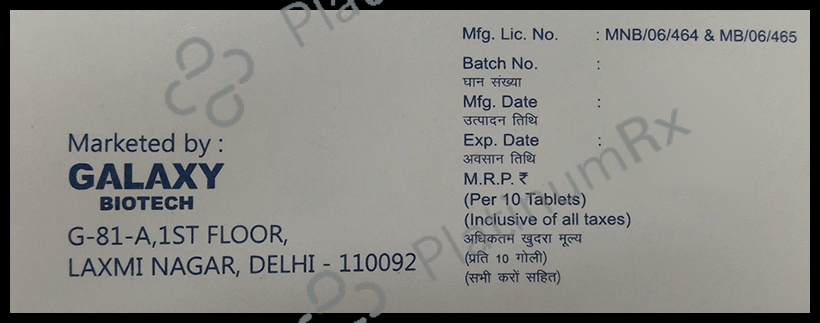 Marketed by :
GALAXY
BIOTECH
G-81-A,1ST FLOOR,
LAXMI NAGAR, DELHI - 110092
Mfg. Lic. No. : MNB/06/464 & MB/06/465
Batch No. :
घान संख्या
Mfg. Date :
उत्पादन तिथि
Exp. Date :
अवसान तिथि
M.R.P. ₹
(Per 10 Tablets)
(Inclusive of all taxes)
अधिकतम खुदरा मूल्य
(प्रति 10 गोली)
(सभी करों सहित)
PlatinumRx
Platin